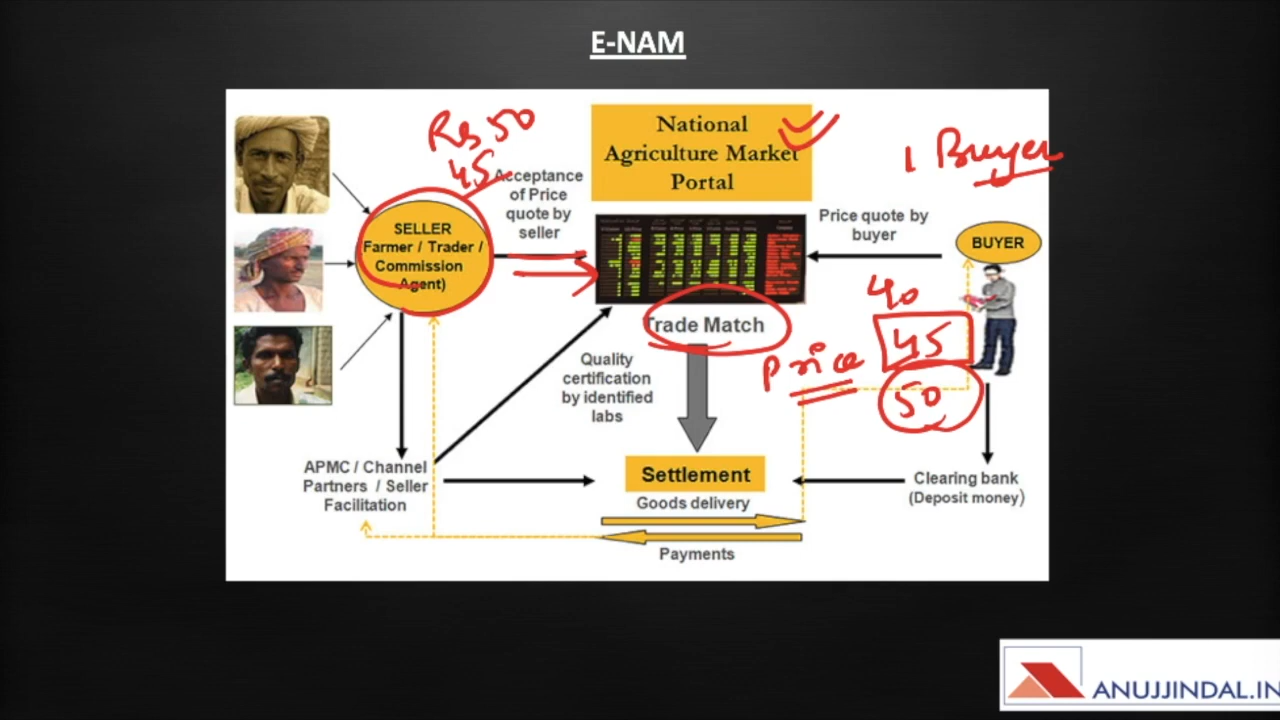 E-NAM
Rs 50
45
National
Agriculture Market
Portal
1 Buyer
Acceptance
of Price
quote by
seller
Price quote by
buyer
SELLER
Farmer / Trader /
Commission
Agent)
BUYER
40
45
50
Price
Trade Match
Quality
certification
by identified
labs
APMC / Channel
Partners / Seller
Facilitation
Settlement
Goods delivery
Payments
Clearing bank
(Deposit money)
ANUJJINDAL.IN